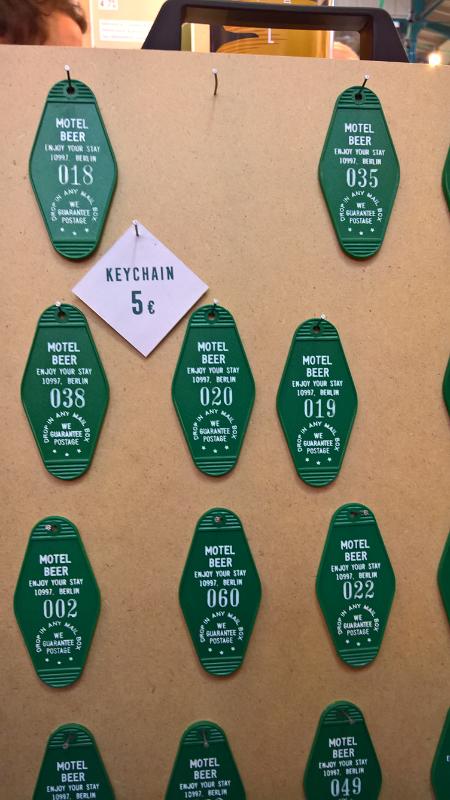 MOTEL
BEER
ENJOY YOUR STAY
10997, BERLIN
018
DROP IN ANY MAIL BOX
WE
GUARANTEE
POSTAGE
MOTEL
BEER
ENJOY YOUR STAY
10997, BERLIN
035
DROP IN ANY MAIL BOX
WE
GUARANTEE
POSTAGE
KEYCHAIN
5€
MOTEL
BEER
ENJOY YOUR STAY
10997, BERLIN
038
DROP IN ANY MAIL BOX
WE
GUARANTEE
POSTAGE
MOTEL
BEER
ENJOY YOUR STAY
10997, BERLIN
020
DROP IN ANY MAIL BOX
WE
GUARANTEE
POSTAGE
MOTEL
BEER
ENJOY YOUR STAY
10997, BERLIN
019
DROP IN ANY MAIL BOX
WE
GUARANTEE
POSTAGE
MOTEL
BEER
ENJOY YOUR STAY
10997, BERLIN
002
DROP IN ANY MAIL BOX
WE
GUARANTEE
POSTAGE
MOTEL
BEER
ENJOY YOUR STAY
10997, BERLIN
060
DROP IN ANY MAIL BOX
WE
GUARANTEE
POSTAGE
MOTEL
BEER
ENJOY YOUR STAY
10997, BERLIN
022
DROP IN ANY MAIL BOX
WE
GUARANTEE
POSTAGE
MOTEL
BEER
ENJOY YOUR STAY
10997, BERLIN
MOTEL
BEER
ENJOY YOUR STAY
10997, BERLIN
MOTEL
BEER
ENJOY YOUR STAY
10997, BERLIN
049